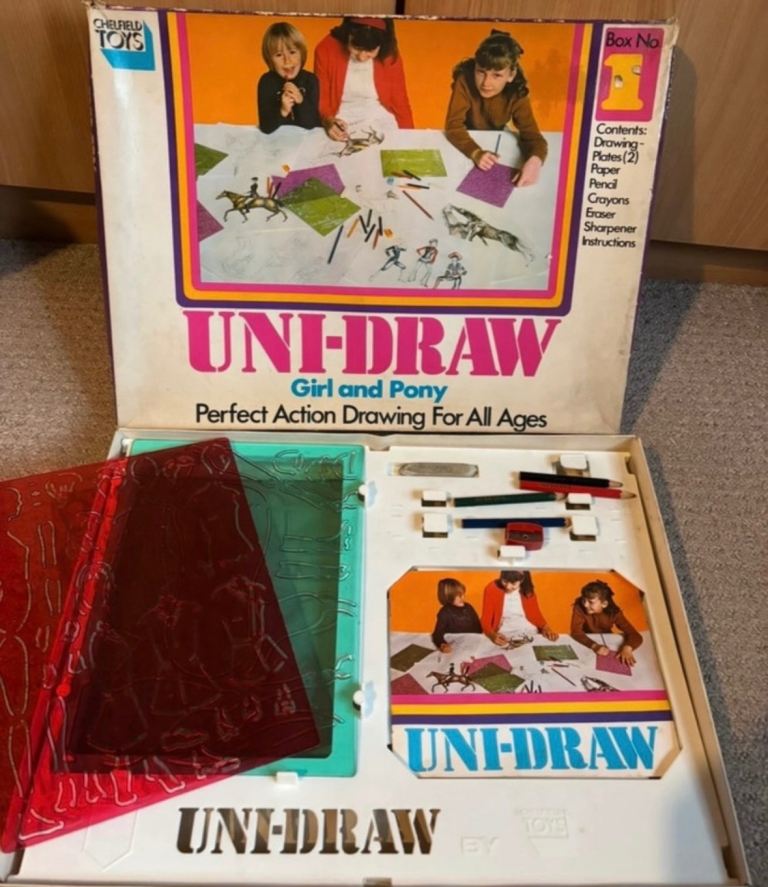 CHELFIELD
TOYS
Box No.
1
Contents:
Drawing-
Plates (2)
Paper
Pencil
Crayons
Eraser
Sharpener
Instructions
UNI-DRAW
Girl and Pony
Perfect Action Drawing For All Ages
UNI-DRAW
UNI-DRAW
BY
CHELFIELD
TOYS